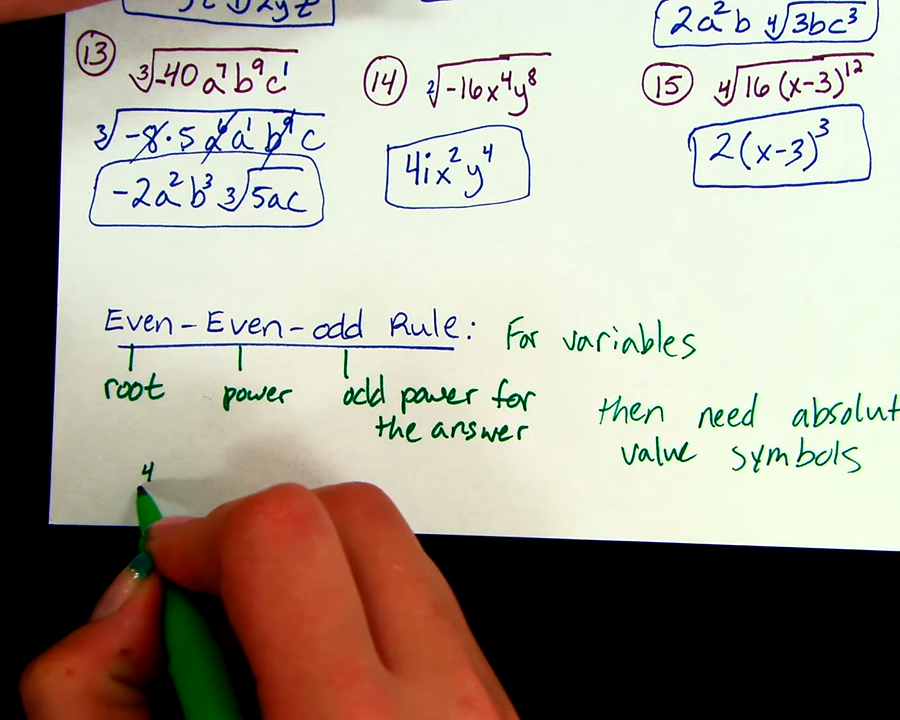 2a²b ∜3bc³
⑬ ∛-40a⁷b⁹c¹
∛-8·5a⁶a¹b⁹c
-2a²b³ ∛5ac
⑭ ²√-16x⁴y⁸
4ix²y⁴
⑮ ∜16(x-3)¹²
2(x-3)³
Even-Even-odd Rule: For variables
root power odd power for
the answer
then need absolut
value symbols
4